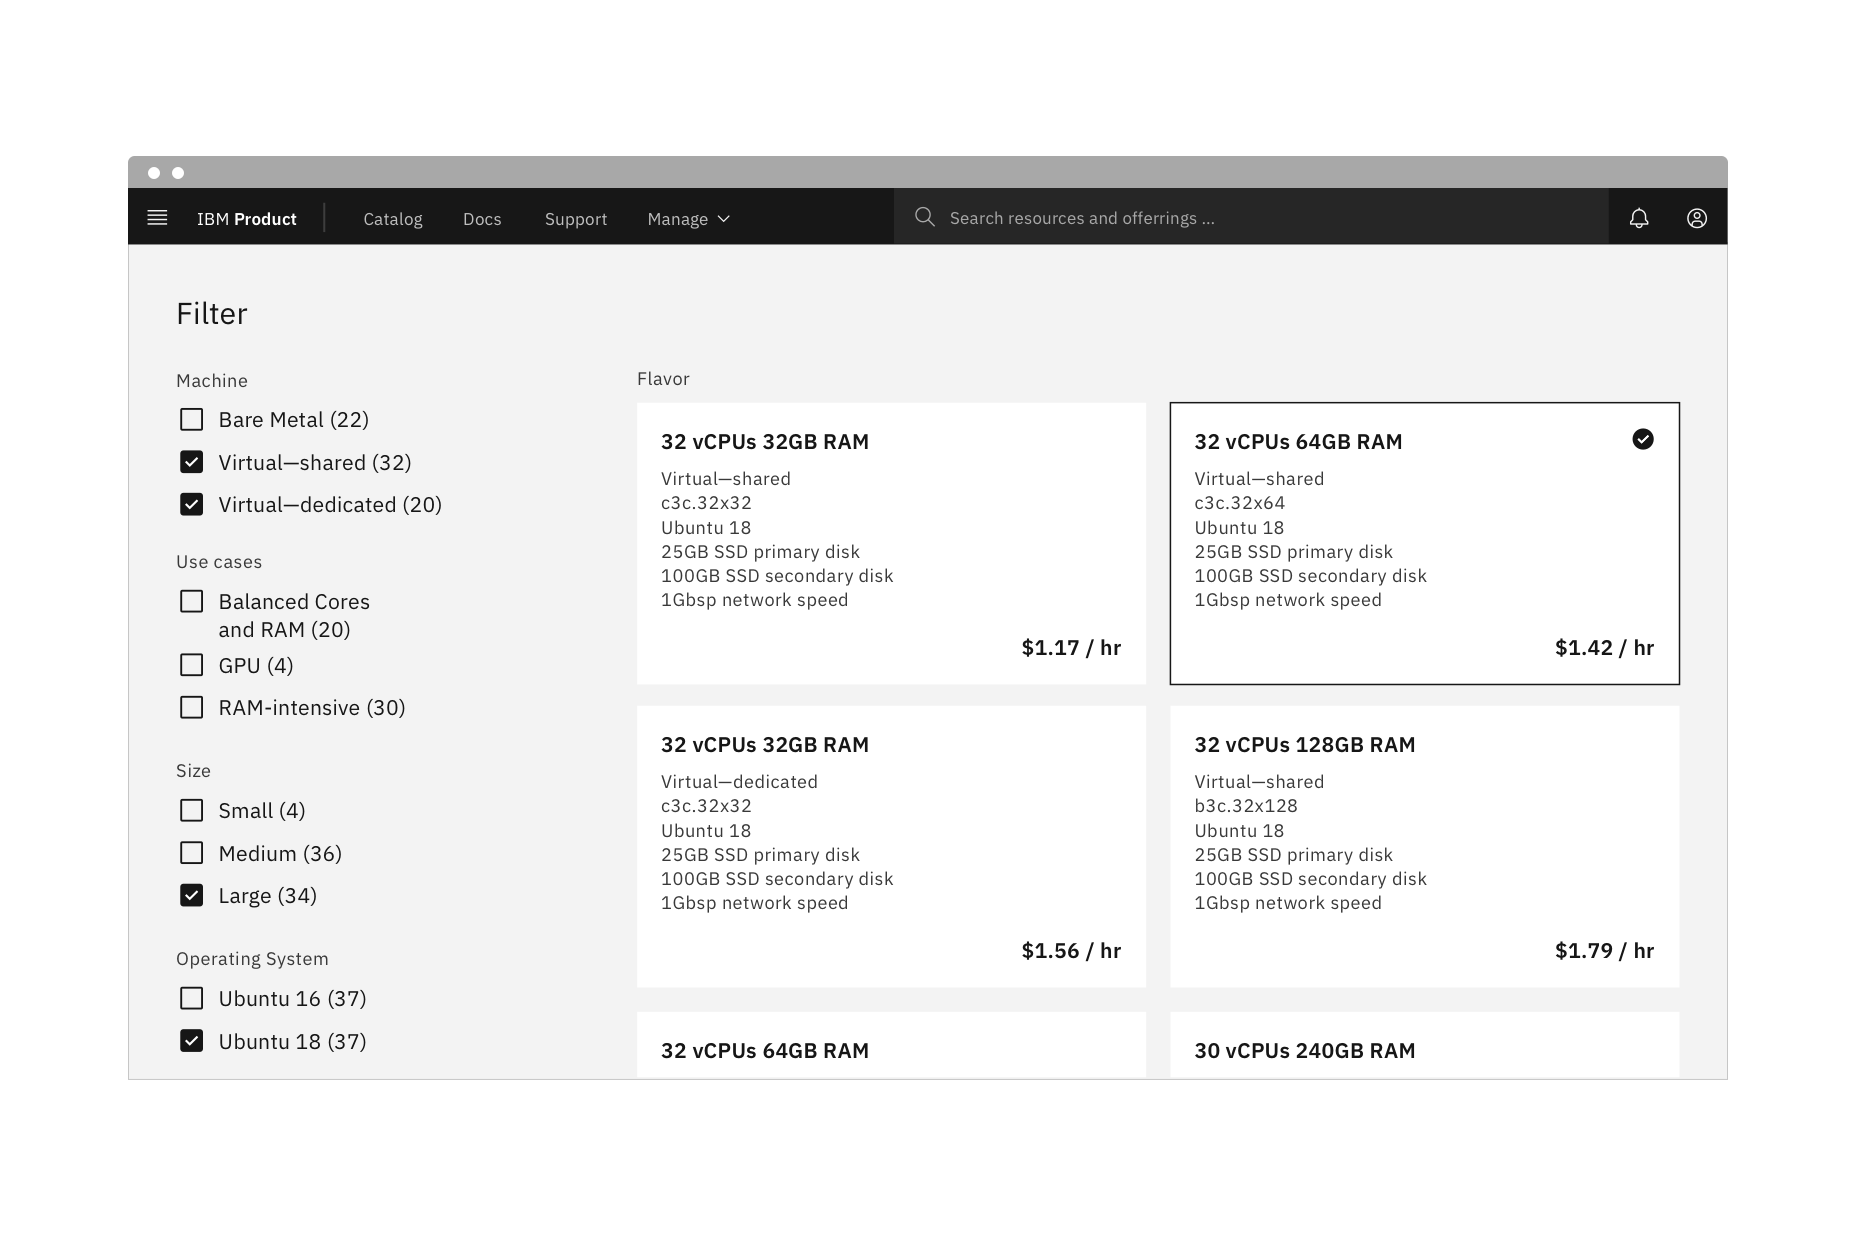 IBM Product
Catalog
Docs
Support
Manage
Search resources and offerrings ...
Filter
Machine
Bare Metal (22)
Virtual—shared (32)
Virtual—dedicated (20)
Use cases
Balanced Cores
and RAM (20)
GPU (4)
RAM-intensive (30)
Size
Small (4)
Medium (36)
Large (34)
Operating System
Ubuntu 16 (37)
Ubuntu 18 (37)
Flavor
32 vCPUs 32GB RAM
Virtual—shared
c3c.32x32
Ubuntu 18
25GB SSD primary disk
100GB SSD secondary disk
1Gbsp network speed
$1.17 / hr
32 vCPUs 64GB RAM
Virtual—shared
c3c.32x64
Ubuntu 18
25GB SSD primary disk
100GB SSD secondary disk
1Gbsp network speed
$1.42 / hr
32 vCPUs 32GB RAM
Virtual—dedicated
c3c.32x32
Ubuntu 18
25GB SSD primary disk
100GB SSD secondary disk
1Gbsp network speed
$1.56 / hr
32 vCPUs 128GB RAM
Virtual—shared
b3c.32x128
Ubuntu 18
25GB SSD primary disk
100GB SSD secondary disk
1Gbsp network speed
$1.79 / hr
32 vCPUs 64GB RAM
30 vCPUs 240GB RAM